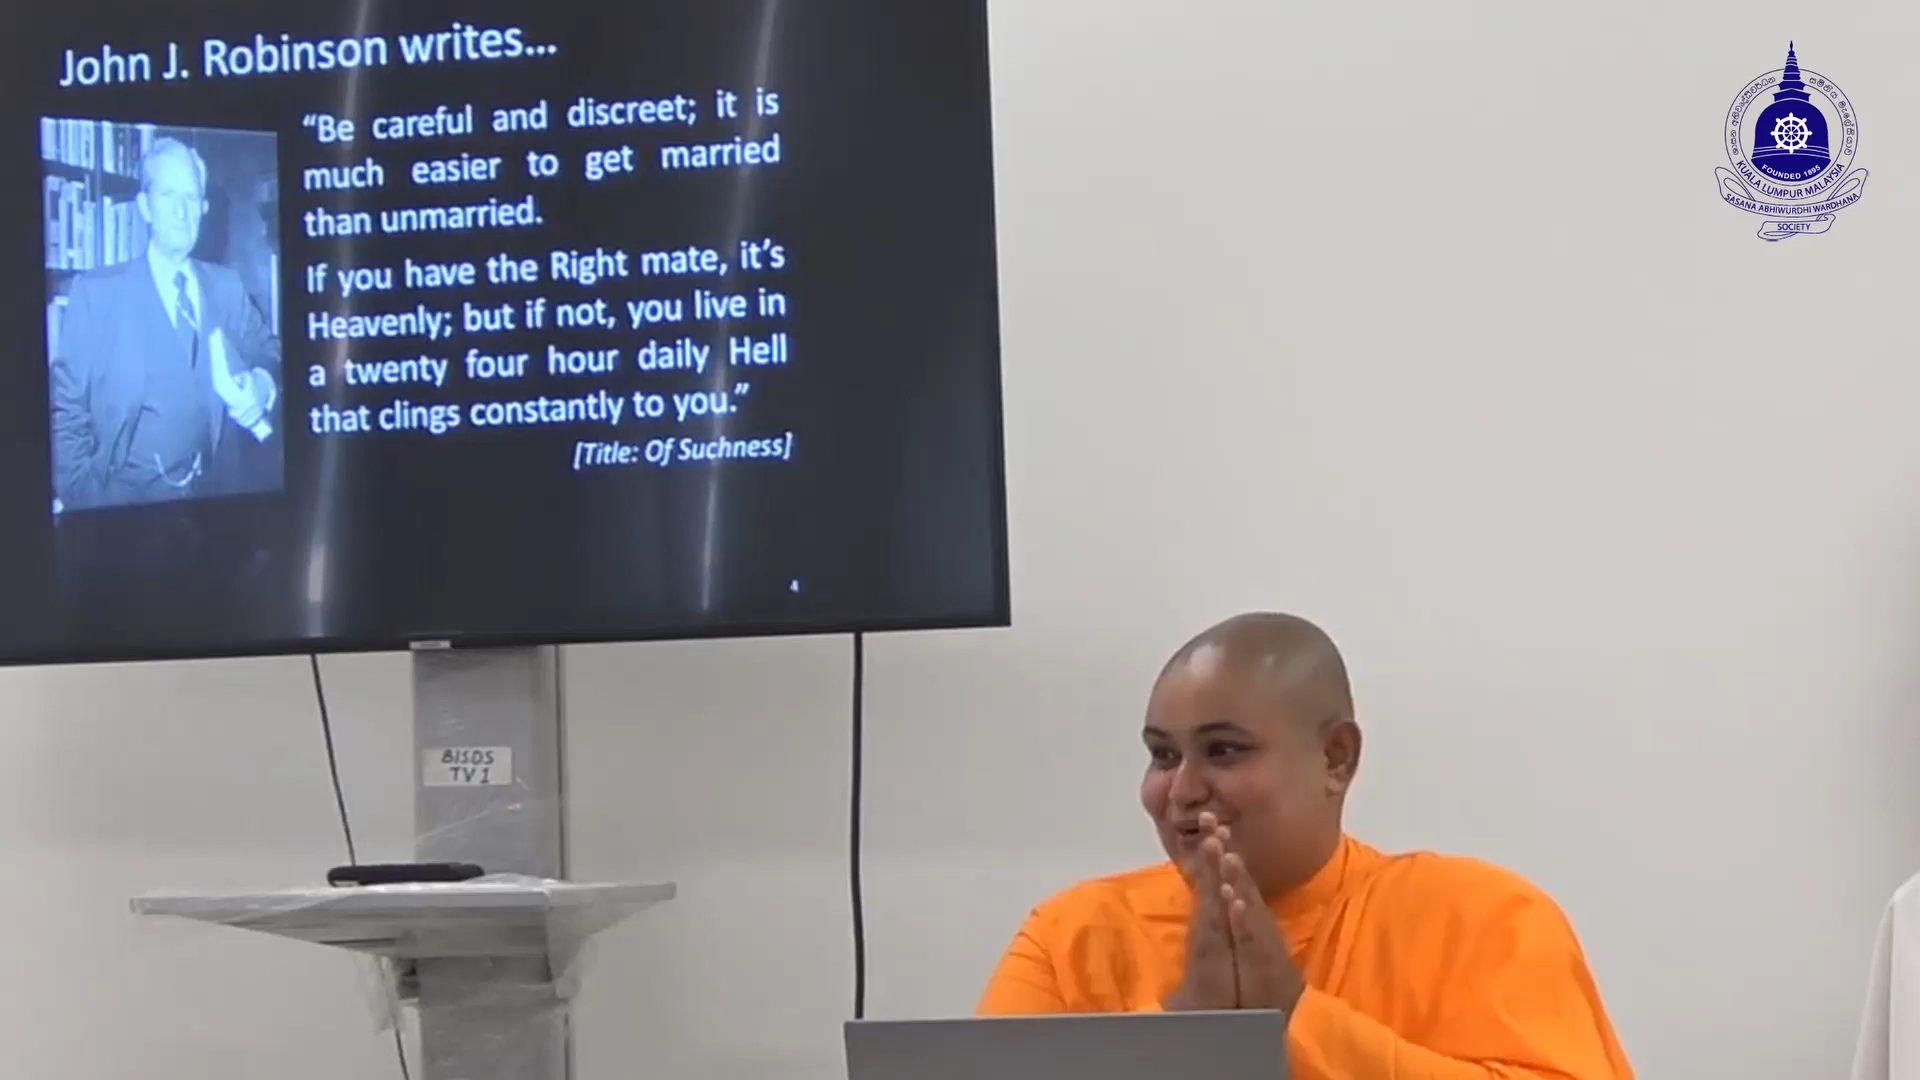 John J. Robinson writes...
“Be careful and discreet; it is
much easier to get married
than unmarried.
If you have the Right mate, it’s
Heavenly; but if not, you live in
a twenty four hour daily Hell
that clings constantly to you.”
[Title: Of Suchness]
4
BISDS
TV 1
FOUNDED 1895
KUALA LUMPUR MALAYSIA
SASANA ABHIWURDHI WARDHANA
SOCIETY